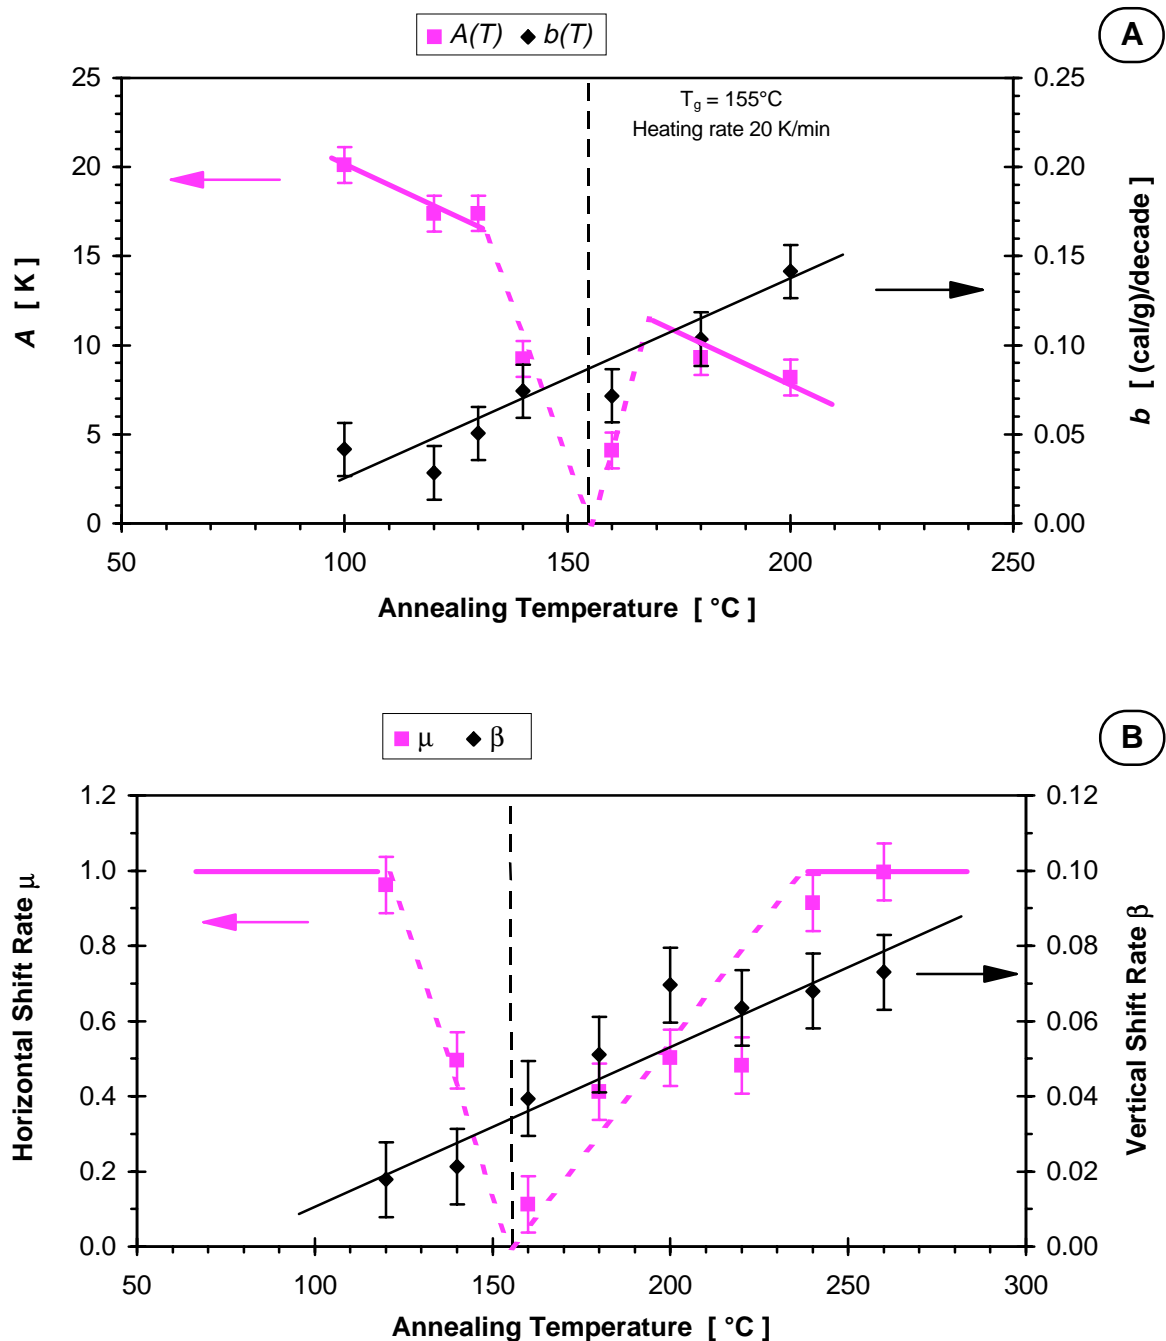 A(T) b(T)
A
25
20
15
10
5
0
A [ K ]
T_g = 155°C
Heating rate 20 K/min
0.25
0.20
0.15
0.10
0.05
0.00
b [ (cal/g)/decade ]
50 100 150 200 250
Annealing Temperature [ °C ]
μ β
B
1.2
1.0
0.8
0.6
0.4
0.2
0.0
Horizontal Shift Rate μ
0.12
0.10
0.08
0.06
0.04
0.02
0.00
Vertical Shift Rate β
50 100 150 200 250 300
Annealing Temperature [ °C ]